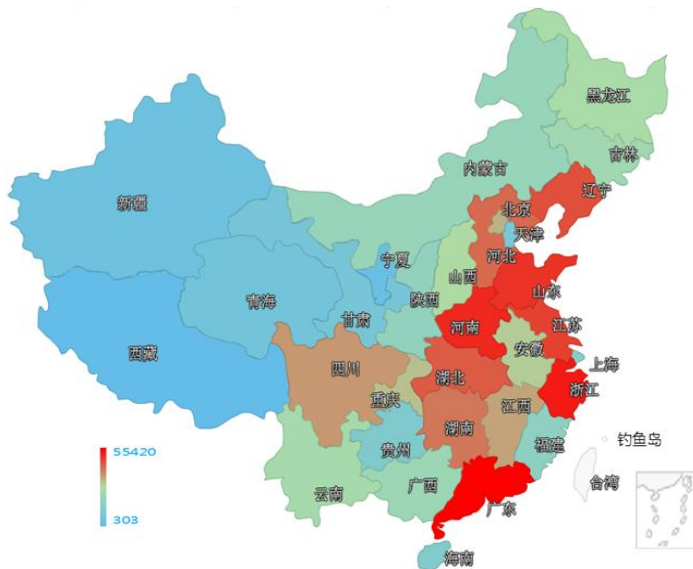 黑龙江
吉林
内蒙古
辽宁
新疆
北京
天津
宁夏
河北
山西
山东
青海
陕西
甘肃
河南
江苏
西藏
安徽
上海
四川
湖北
浙江
重庆
江西
湖南
贵州
福建
钓鱼岛
55420
广西
台湾
云南
广东
303
海南